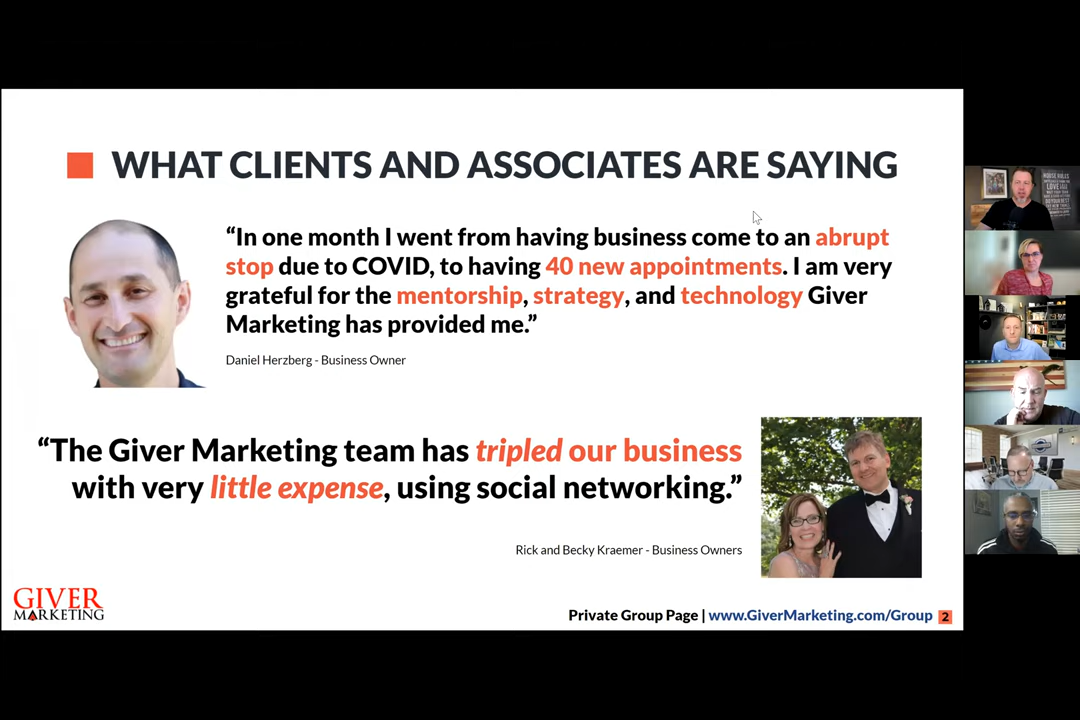 WHAT CLIENTS AND ASSOCIATES ARE SAYING
“In one month I went from having business come to an abrupt
stop due to COVID, to having 40 new appointments. I am very
grateful for the mentorship, strategy, and technology Giver
Marketing has provided me.”
Daniel Herzberg - Business Owner
“The Giver Marketing team has tripled our business
with very little expense, using social networking.”
Rick and Becky Kraemer - Business Owners
GIVER
MARKETING
Private Group Page | www.GiverMarketing.com/Group 2